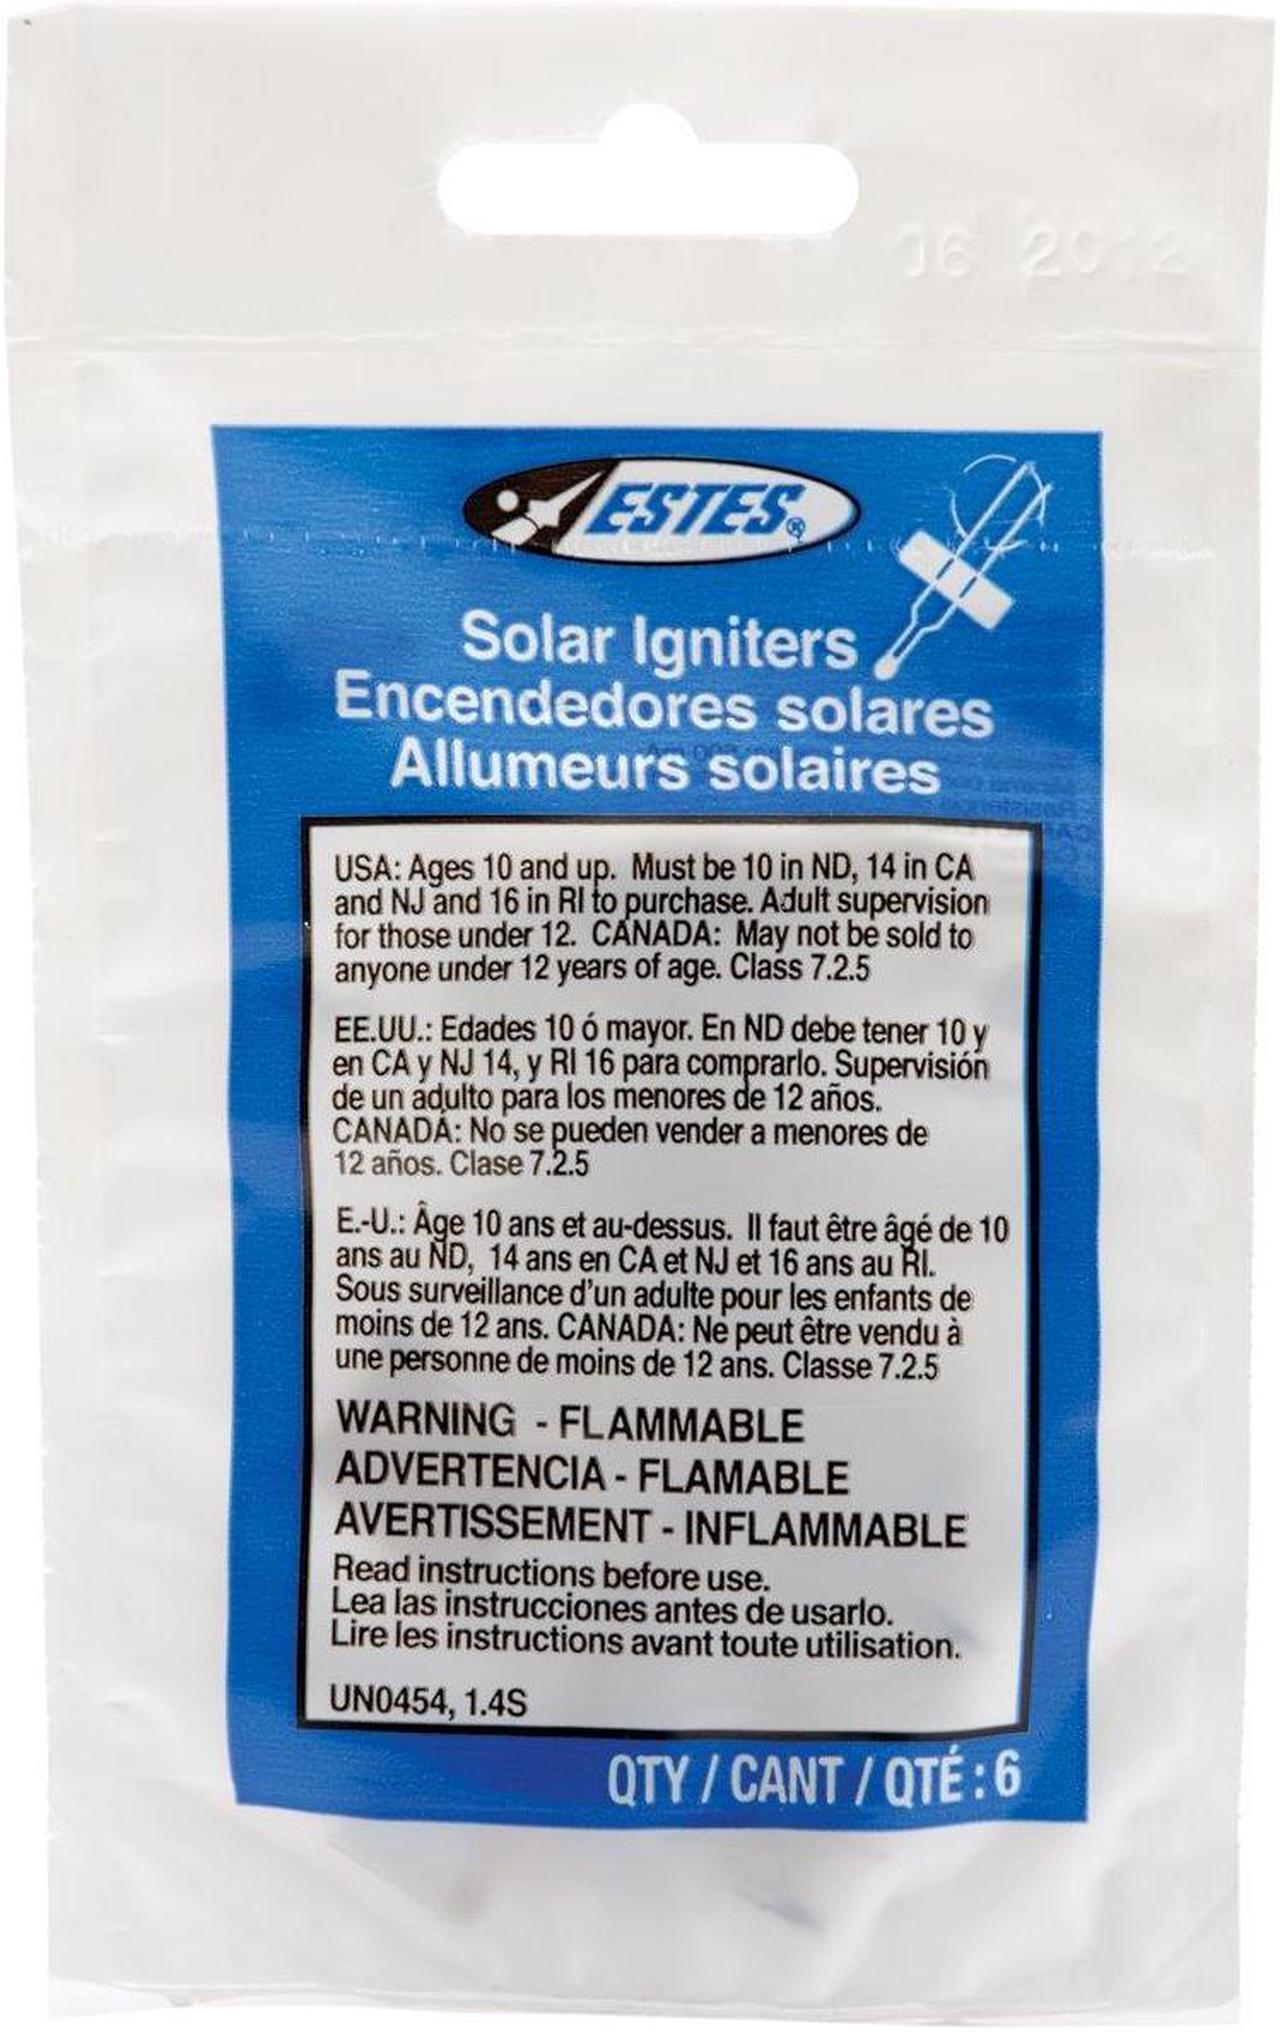 06 2012
ESTES®
Solar Igniters
Encendedores solares
Allumeurs solaires
USA: Ages 10 and up. Must be 10 in ND, 14 in CA
and NJ and 16 in RI to purchase. Adult supervision
for those under 12. CANADA: May not be sold to
anyone under 12 years of age. Class 7.2.5
EE.UU.: Edades 10 ó mayor. En ND debe tener 10 y
en CA y NJ 14, y RI 16 para comprarlo. Supervisión
de un adulto para los menores de 12 años.
CANADÁ: No se pueden vender a menores de
12 años. Clase 7.2.5
E.-U.: Âge 10 ans et au-dessus. Il faut être âgé de 10
ans au ND, 14 ans en CA et NJ et 16 ans au RI.
Sous surveillance d'un adulte pour les enfants de
moins de 12 ans. CANADA: Ne peut être vendu à
une personne de moins de 12 ans. Classe 7.2.5
WARNING - FLAMMABLE
ADVERTENCIA - FLAMABLE
AVERTISSEMENT - INFLAMMABLE
Read instructions before use.
Lea las instrucciones antes de usarlo.
Lire les instructions avant toute utilisation.
UN0454, 1.4S
QTY / CANT / QTÉ : 6